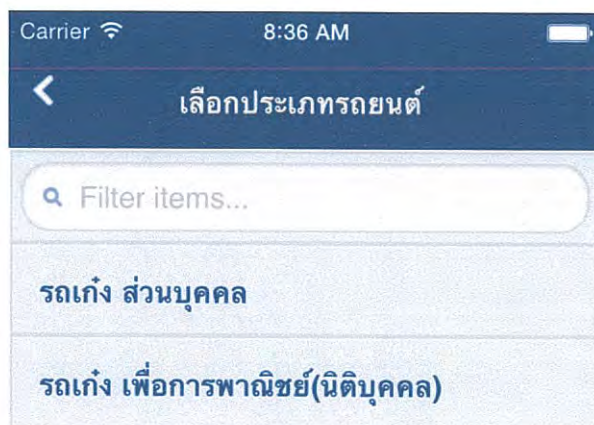 Carrier 8:36 AM
เลือกประเภทรถยนต์
Filter items...
รถเก๋ง ส่วนบุคคล
รถเก๋ง เพื่อการพาณิชย์(นิติบุคคล)